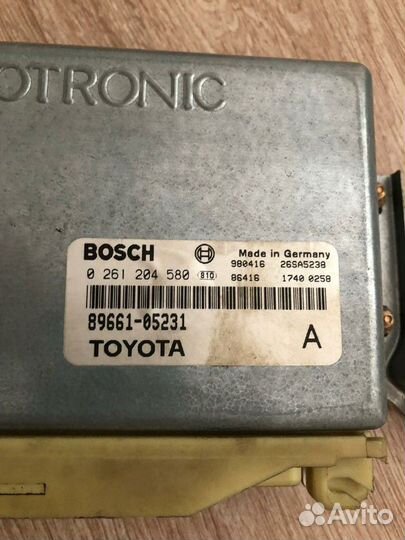 OTRONIC
BOSCH Made in Germany
0 261 204 580 810 980416 26SA5238
86416 1740 0258
89661-05231
TOYOTA A
Avito